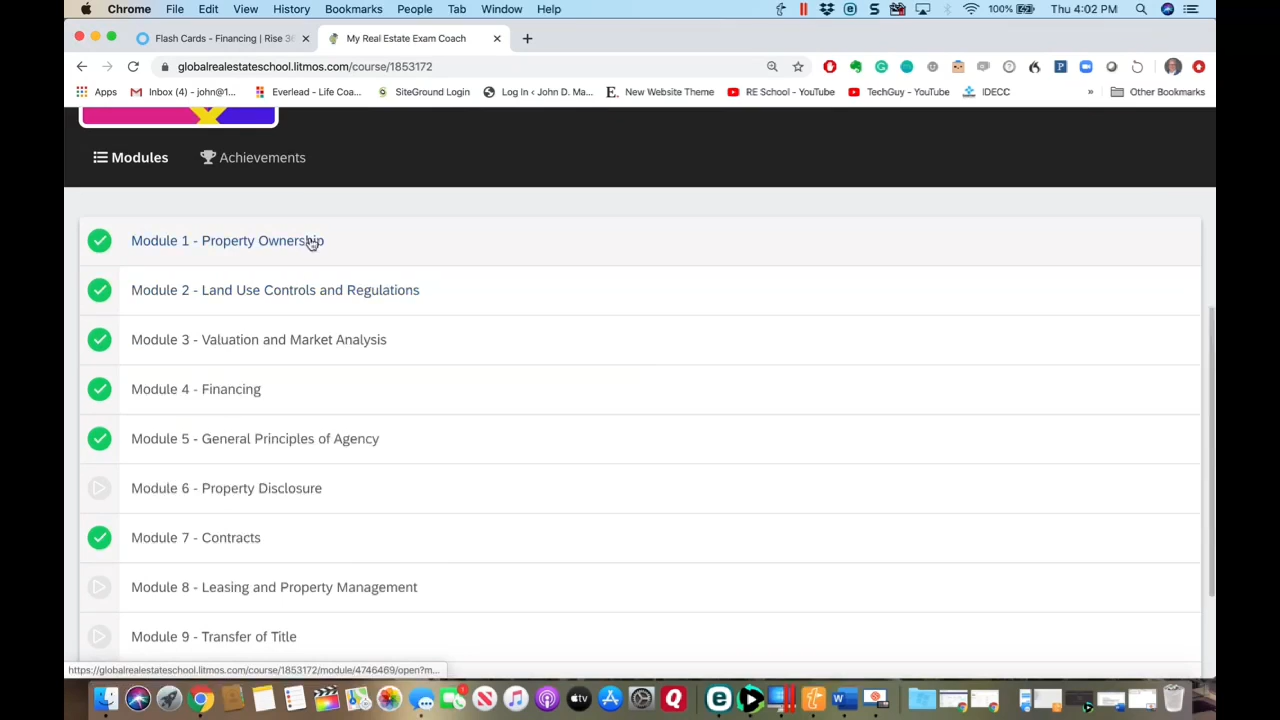 Chrome File Edit View History Bookmarks People Tab Window Help 100% Thu 4:02 PM
Flash Cards - Financing | Rise 36 My Real Estate Exam Coach
globalrealestateschool.litmos.com/course/1853172
Apps Inbox (4) - john@1... Everlead - Life Coa... SiteGround Login Log In ‹ John D. Ma... New Website Theme RE School - YouTube TechGuy - YouTube IDECC » Other Bookmarks
Modules Achievements
Module 1 - Property Ownership
Module 2 - Land Use Controls and Regulations
Module 3 - Valuation and Market Analysis
Module 4 - Financing
Module 5 - General Principles of Agency
Module 6 - Property Disclosure
Module 7 - Contracts
Module 8 - Leasing and Property Management
Module 9 - Transfer of Title
https://globalrealestateschool.litmos.com/course/1853172/module/4746469/open?m...